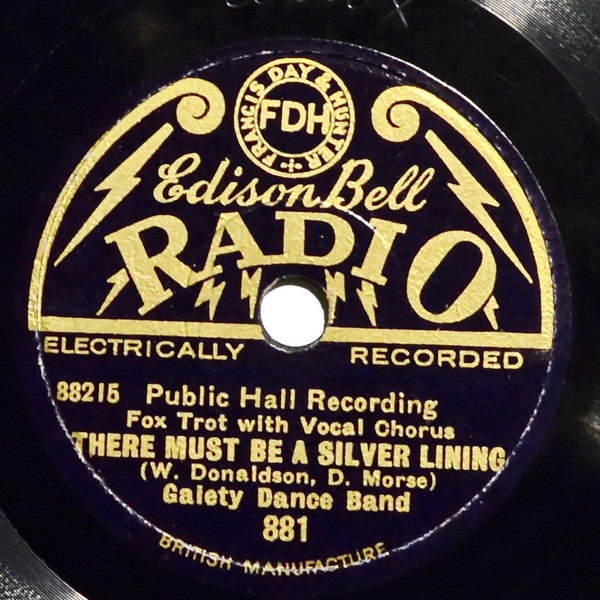 FRANCIS DAY & HUNTER
FDH
Edison Bell
RADIO
ELECTRICALLY RECORDED
88215 Public Hall Recording
Fox Trot with Vocal Chorus
THERE MUST BE A SILVER LINING
(W. Donaldson, D. Morse)
Gaiety Dance Band
881
BRITISH MANUFACTURE